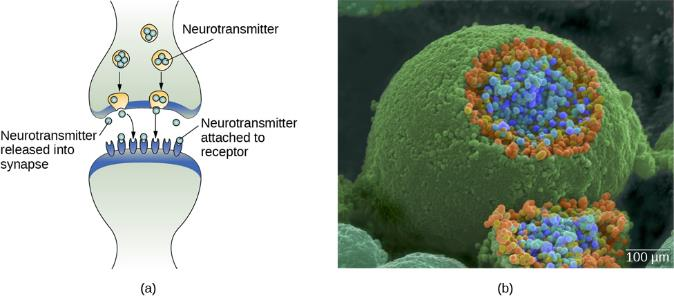 Neurotransmitter
Neurotransmitter
released into
synapse
Neurotransmitter
attached to
receptor
100 µm
(a)
(b)